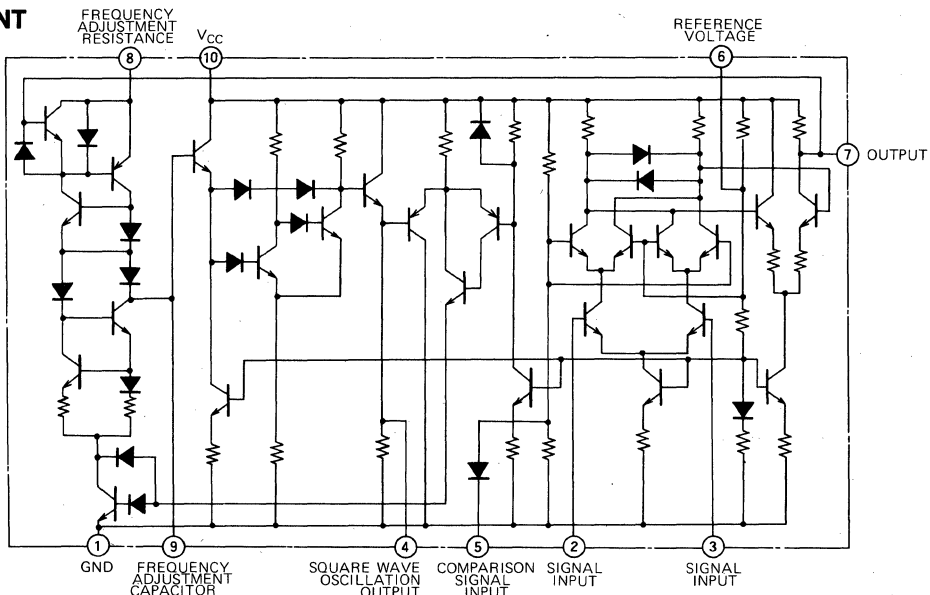 NT
FREQUENCY
ADJUSTMENT
RESISTANCE
8
VCC
10
REFERENCE
VOLTAGE
6
7 OUTPUT
1
GND
9
FREQUENCY
ADJUSTMENT
CAPACITOR
4
SQUARE WAVE
OSCILLATION
OUTPUT
5
COMPARISON
SIGNAL
INPUT
2
SIGNAL
INPUT
3
SIGNAL
INPUT